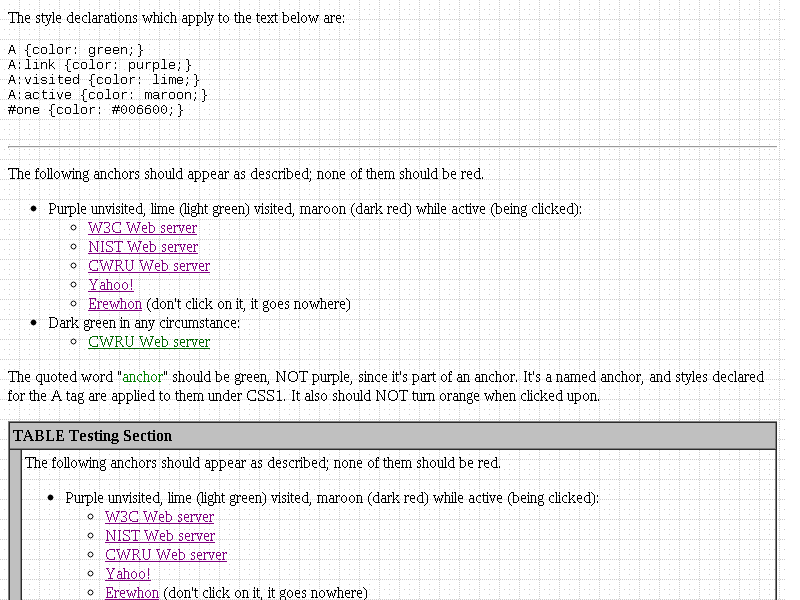 The style declarations which apply to the text below are:
A {color: green;}
A:link {color: purple;}
A:visited {color: lime;}
A:active {color: maroon;}
#one {color: #006600;}
The following anchors should appear as described; none of them should be red.
Purple unvisited, lime (light green) visited, maroon (dark red) while active (being clicked):
W3C Web server
NIST Web server
CWRU Web server
Yahoo!
Erewhon (don't click on it, it goes nowhere)
Dark green in any circumstance:
CWRU Web server
The quoted word "anchor" should be green, NOT purple, since it's part of an anchor. It's a named anchor, and styles declared
for the A tag are applied to them under CSS1. It also should NOT turn orange when clicked upon.
TABLE Testing Section
The following anchors should appear as described; none of them should be red.
Purple unvisited, lime (light green) visited, maroon (dark red) while active (being clicked):
W3C Web server
NIST Web server
CWRU Web server
Yahoo!
Erewhon (don't click on it, it goes nowhere)